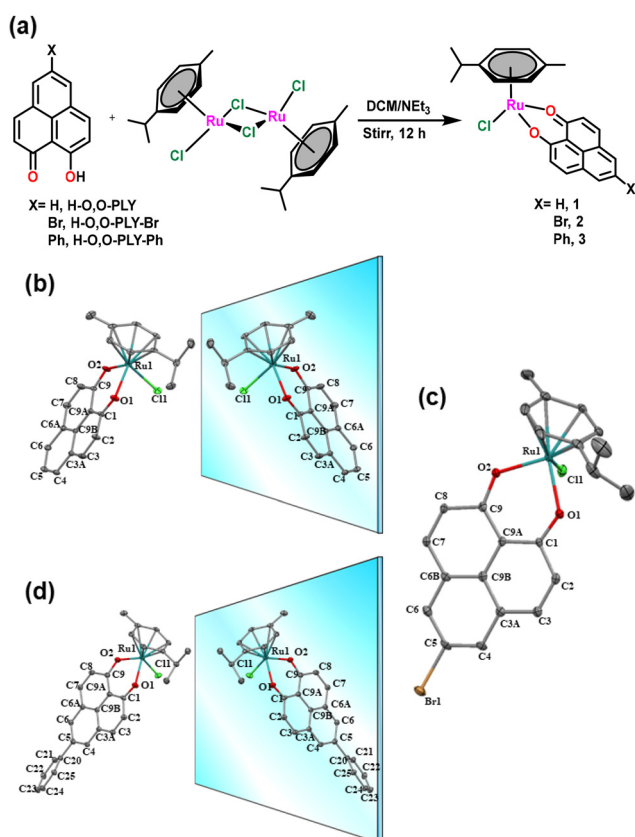 (a)
X
O
OH
+
Cl
Ru
Cl
Cl
Ru
Cl
DCM/NEt3
Stirr, 12 h
Ru
Cl
O
O
X
X= H, H-O,O-PLY
Br, H-O,O-PLY-Br
Ph, H-O,O-PLY-Ph
X= H, 1
Br, 2
Ph, 3
(b)
O2
Ru1
C8
C9
O1
Cl1
C7
C9A
C1
C6A
C9B
C2
C6
C3
C3A
C5
C4
Ru1
O2
C9
C8
O1
Cl1
C9A
C7
C1
C9B
C6A
C2
C6
C3
C3A
C4
C5
(c)
Ru1
O2
Cl1
C8
C9
O1
C9A
C1
C7
C6B
C9B
C2
C6
C3A
C3
C5
C4
Br1
(d)
Ru1
O2
Cl1
C8
C9
O1
C7
C9A
C1
C6A
C9B
C2
C6
C3A
C3
C5
C4
C21
C20
C22
C25
C23
C24
Ru1
O2
Cl1
C9
C8
O1
C9A
C7
C1
C9B
C6A
C2
C6
C3
C3A
C5
C4
C21
C20
C22
C25
C24
C23